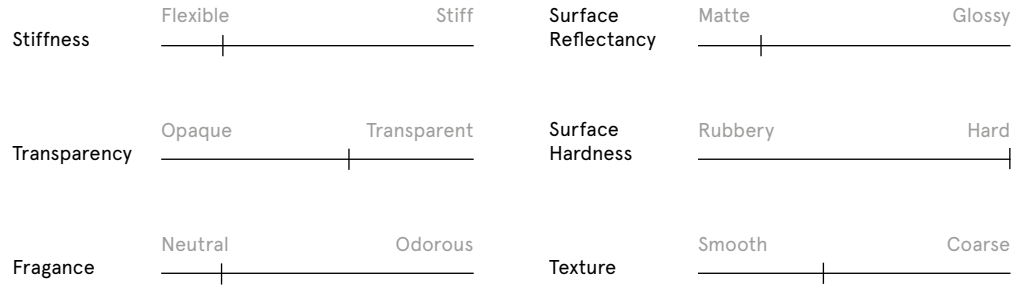 Flexible Stiff
Stiffness
Surface Matte Glossy
Reflectancy
Opaque Transparent
Transparency
Surface Rubbery Hard
Hardness
Neutral Odorous
Fragance
Smooth Coarse
Texture